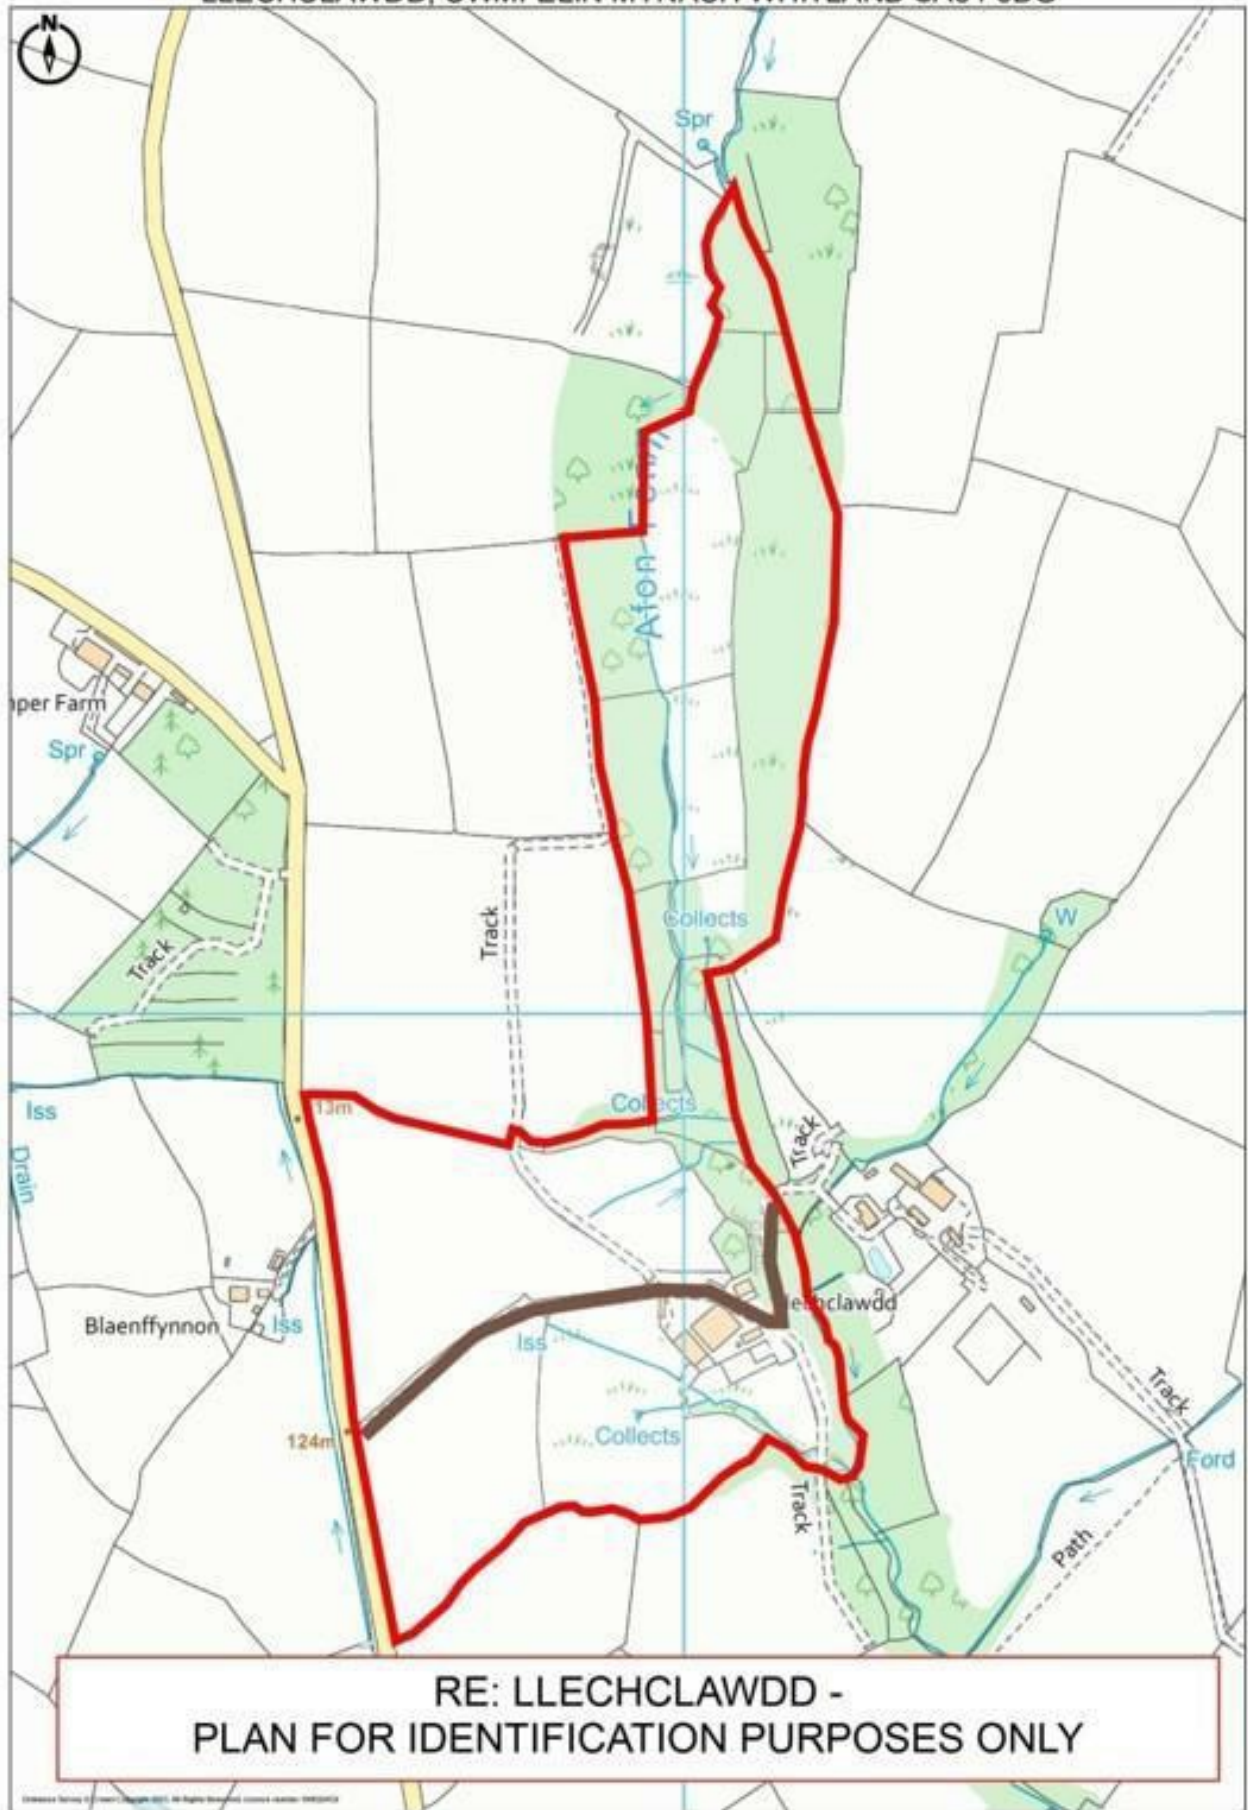 N
Spr
Afon
per Farm
Spr
Track
Track
Collects
W
Iss
13m
Collects
Track
Drain
Blaenffynnon
Iss
Iss
lechclawdd
124m
Collects
Track
Track
Ford
Path
RE: LLECHCLAWDD -
PLAN FOR IDENTIFICATION PURPOSES ONLY